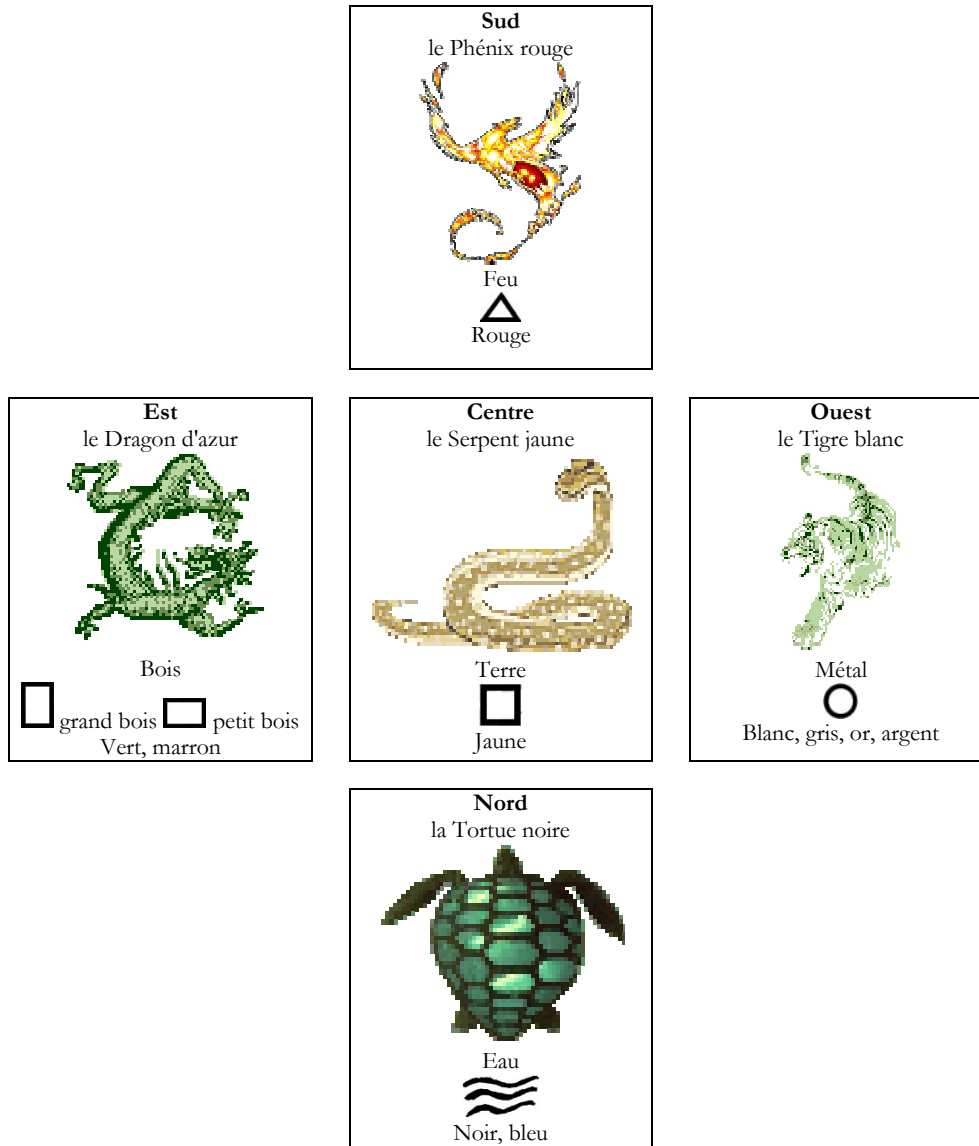 Sud
le Phénix rouge
Feu
Rouge
Est
le Dragon d'azur
Bois
grand bois petit bois
Vert, marron
Centre
le Serpent jaune
Terre
Jaune
Ouest
le Tigre blanc
Métal
Blanc, gris, or, argent
Nord
la Tortue noire
Eau
Noir, bleu